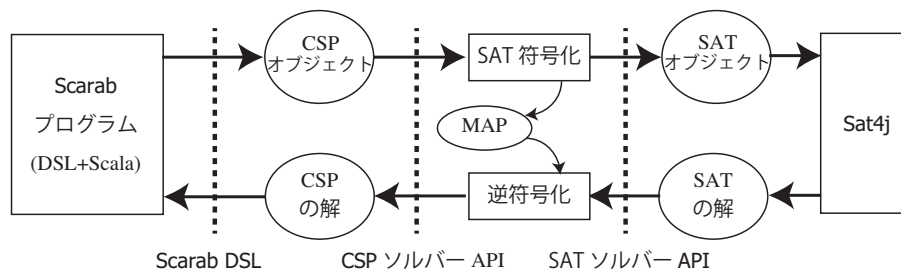 Scarab
プログラム
(DSL+Scala)
CSP
オブジェクト
SAT 符号化
SAT
オブジェクト
Sat4j
MAP
CSP
の解
逆符号化
SAT
の解
Scarab DSL
CSP ソルバー API
SAT ソルバー API